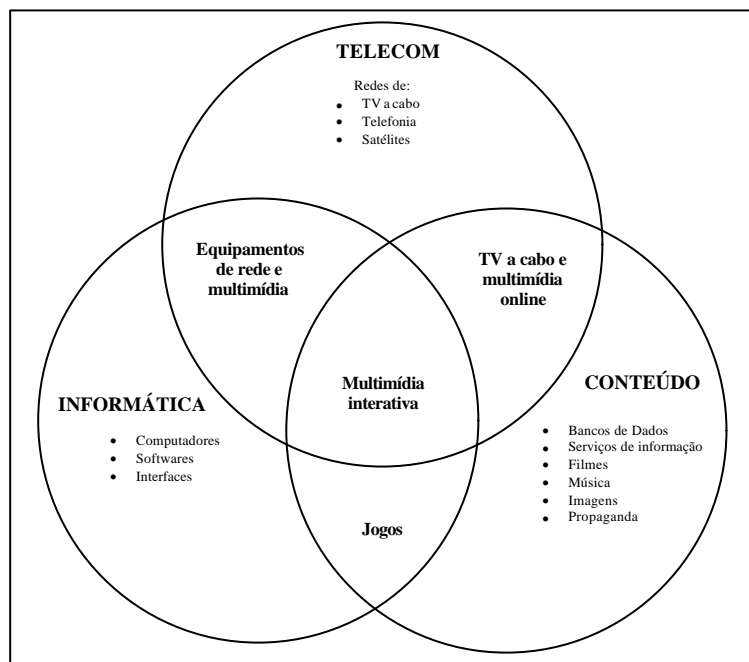 TELECOM
Redes de:
• TV a cabo
• Telefonia
• Satélites
Equipamentos
de rede e
multimídia
TV a cabo e
multimídia
online
Multimídia
interativa
INFORMÁTICA
• Computadores
• Softwares
• Interfaces
CONTEÚDO
• Bancos de Dados
• Serviços de informação
• Filmes
• Música
• Imagens
• Propaganda
Jogos